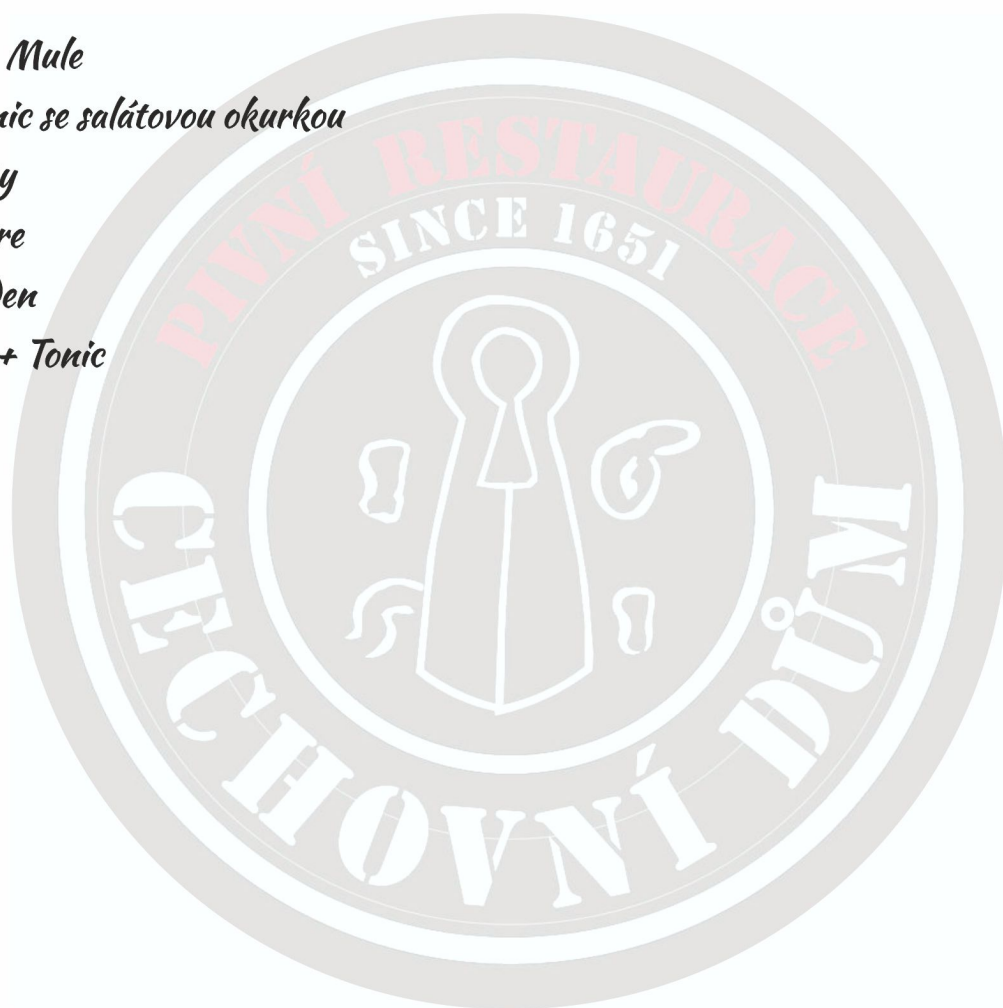 Mule
nic se salátovou okurkou
y
re
den
+ Tonic
PIVNÍ RESTAURACE
SINCE 1651
CECHOVNÍ DŮM